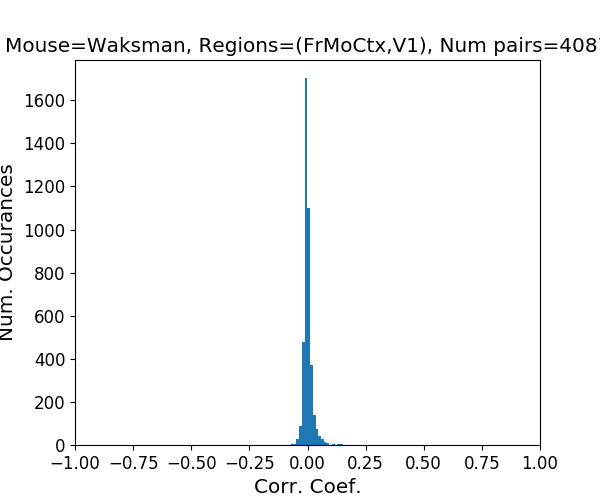 Mouse=Waksman, Regions=(FrMoCtx,V1), Num pairs=408
Num. Occurances
1600
1400
1200
1000
800
600
400
200
0
−1.00 −0.75 −0.50 −0.25 0.00 0.25 0.50 0.75 1.00
Corr. Coef.